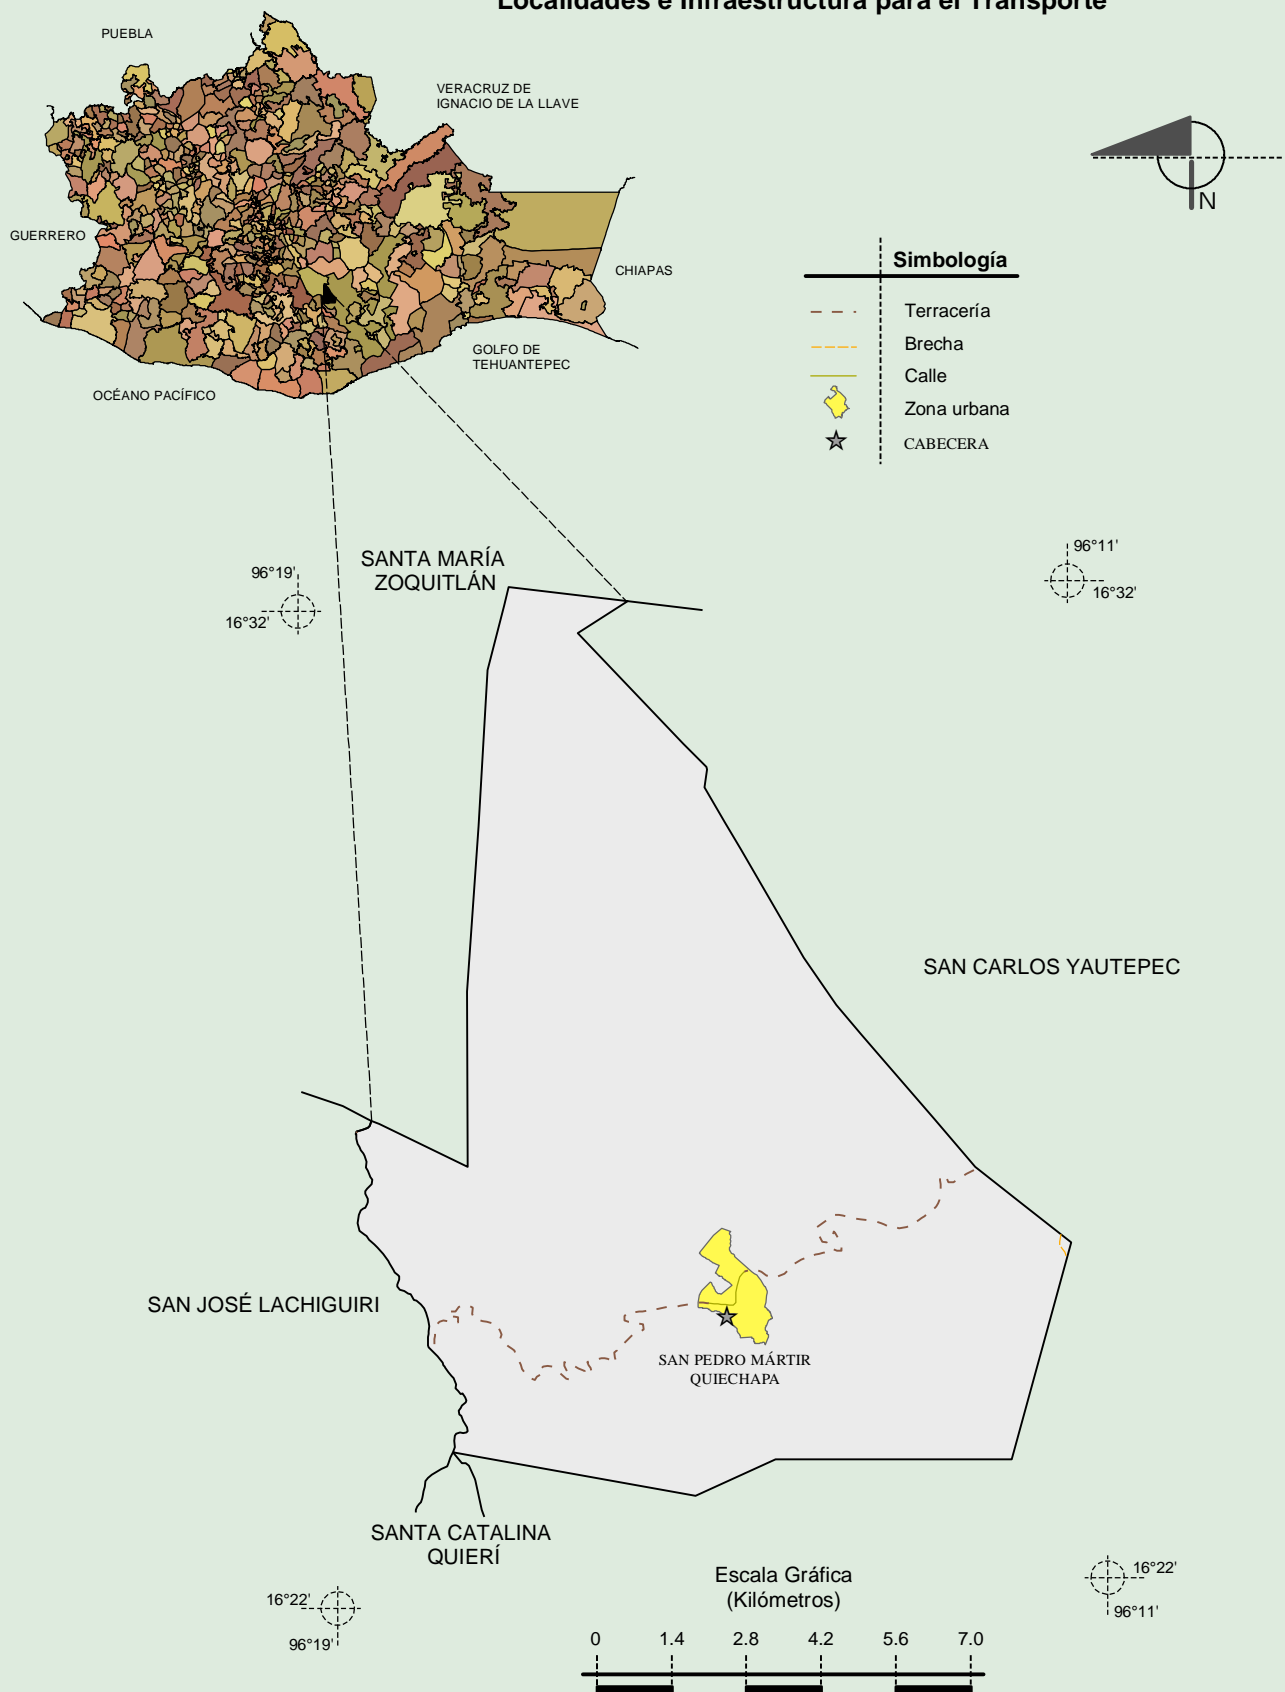 Localidades e Infraestructura para el Transporte
PUEBLA
VERACRUZ DE
IGNACIO DE LA LLAVE
GUERRERO
CHIAPAS
GOLFO DE
TEHUANTEPEC
OCÉANO PACÍFICO
N
Simbología
Terracería
Brecha
Calle
Zona urbana
CABECERA
SANTA MARÍA
ZOQUITLÁN
96°19'
16°32'
96°11'
16°32'
SAN CARLOS YAUTEPEC
SAN JOSÉ LACHIGUIRI
SAN PEDRO MÁRTIR
QUIECHAPA
SANTA CATALINA
QUIERÍ
16°22'
96°19'
16°22'
96°11'
Escala Gráfica
(Kilómetros)
0 1.4 2.8 4.2 5.6 7.0